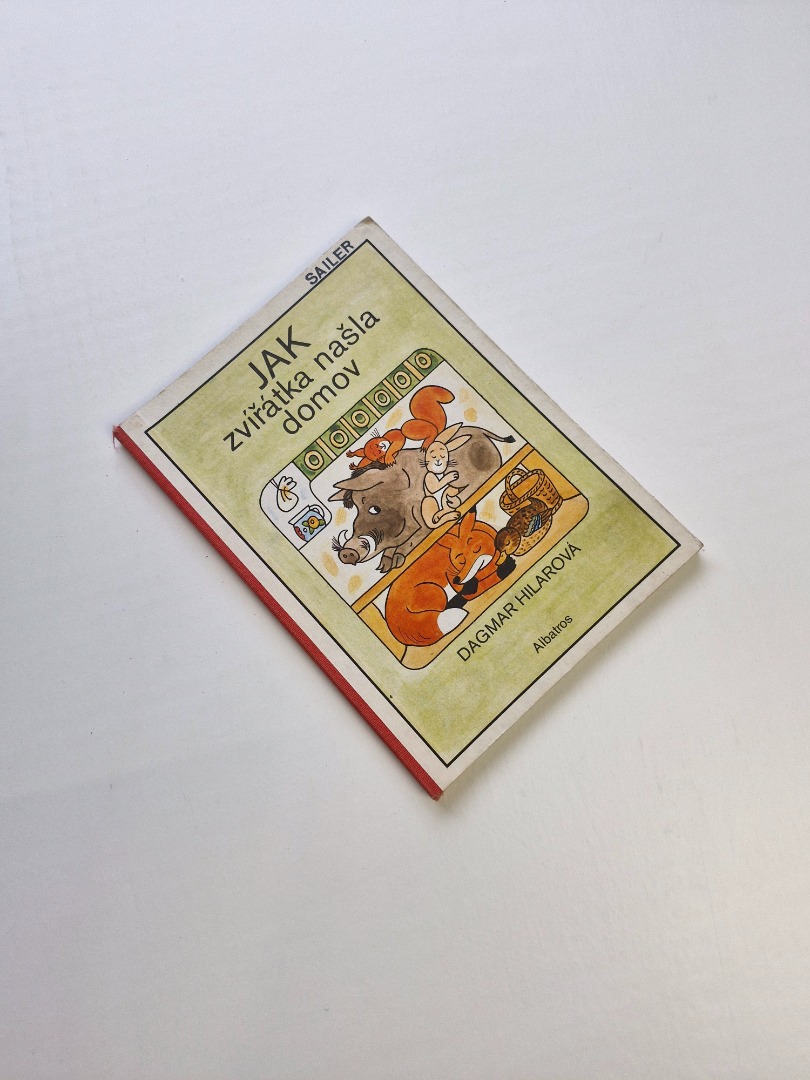 SAILER
JAK
zvířátka našla
domov
DAGMAR HILAROVÁ
Albatros